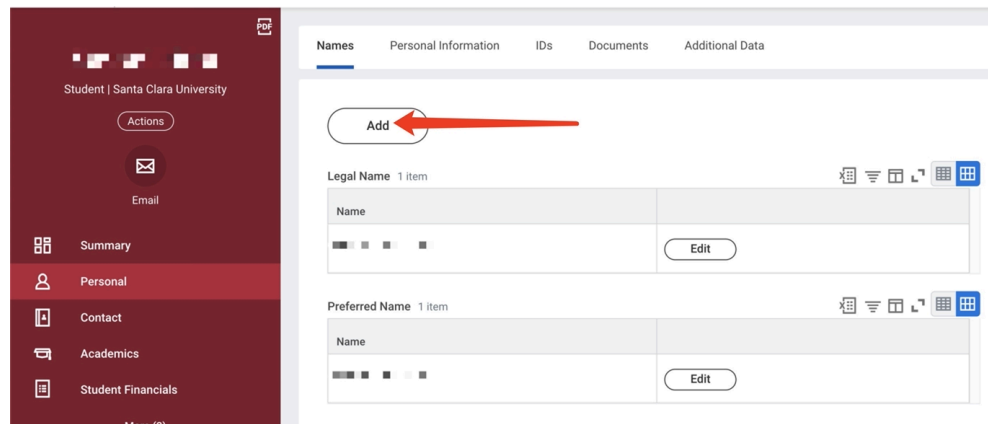 PDF
Student | Santa Clara University
Actions
Email
Summary
Personal
Contact
Academics
Student Financials
Names Personal Information IDs Documents Additional Data
Add
Legal Name 1 item
Name
Edit
Preferred Name 1 item
Name
Edit